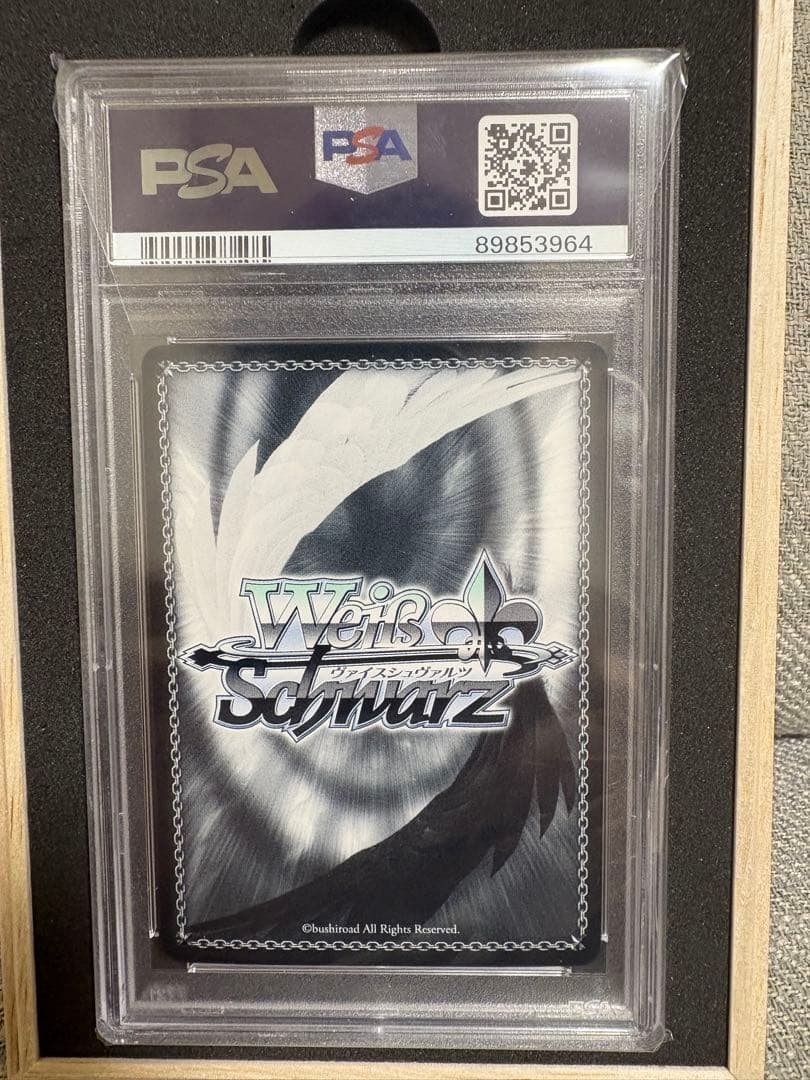 PSA
PSA
89853964
Weiß
ヴァイスシュヴァルツ
Schwarz
©bushiroad All Rights Reserved.